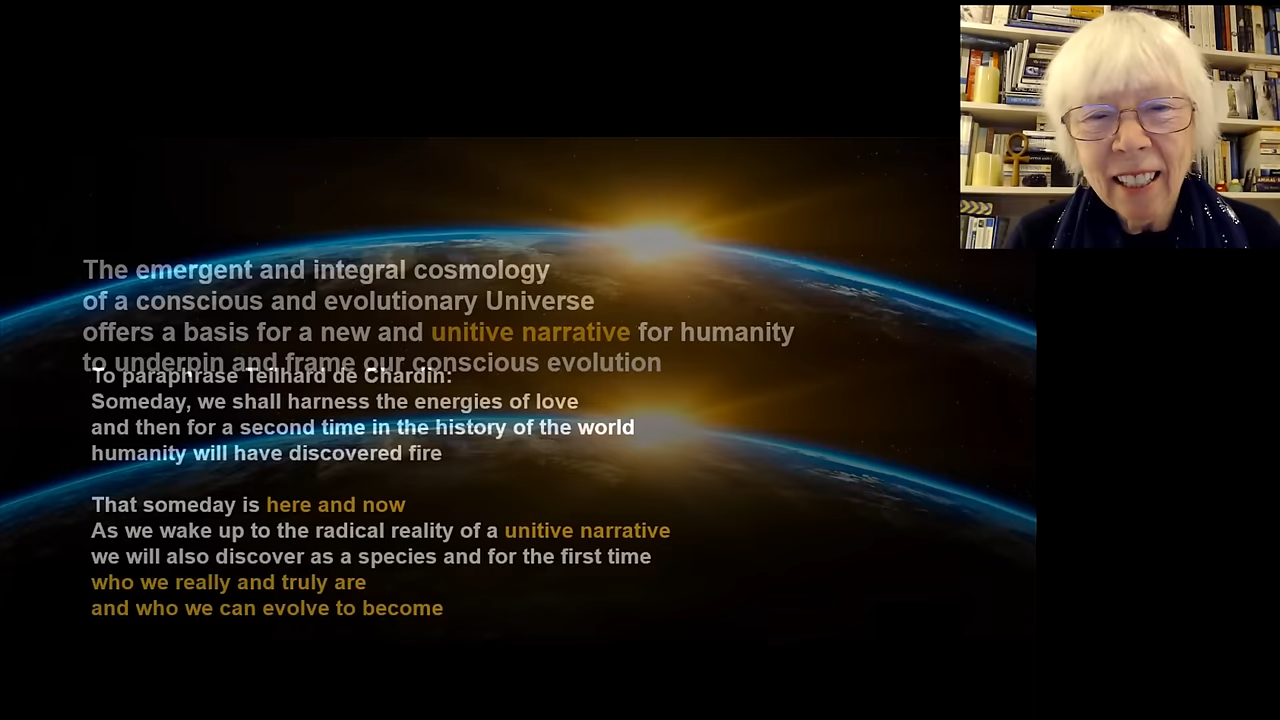 The emergent and integral cosmology
of a conscious and evolutionary Universe
offers a basis for a new and unitive narrative for humanity
to underpin and frame our conscious evolution
To paraphrase Teilhard de Chardin:
Someday, we shall harness the energies of love
and then for a second time in the history of the world
humanity will have discovered fire
That someday is here and now
As we wake up to the radical reality of a unitive narrative
we will also discover as a species and for the first time
who we really and truly are
and who we can evolve to become